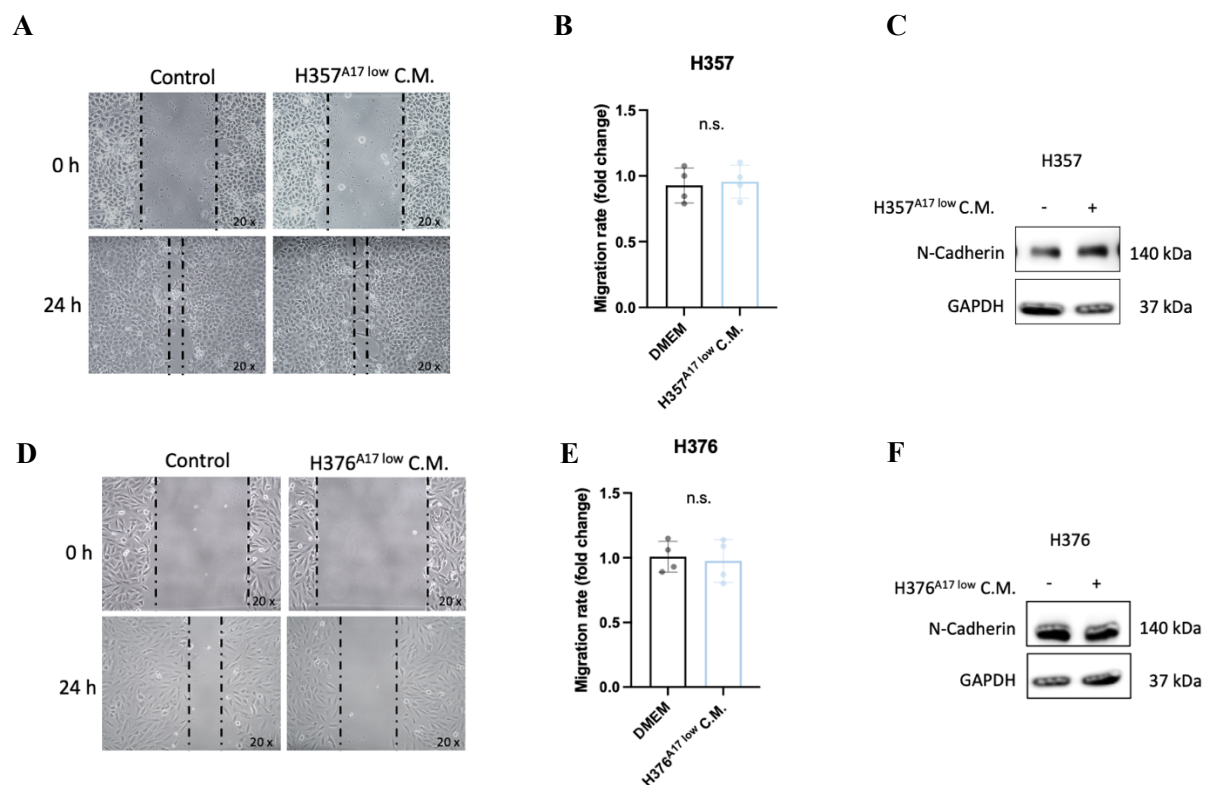 A
Control
H357A17 low C.M.
0 h
20 x
20 x
24 h
20 x
20 x
B
H357
Migration rate (fold change)
1.5
1.0
0.5
0.0
n.s.
DMEM
H357A17 low C.M.
C
H357
H357A17 low C.M. - +
N-Cadherin 140 kDa
GAPDH 37 kDa
D
Control
H376A17 low C.M.
0 h
20 x
20 x
24 h
20 x
20 x
E
H376
Migration rate (fold change)
1.5
1.0
0.5
0.0
n.s.
DMEM
H376A17 low C.M.
F
H376
H376A17 low C.M. - +
N-Cadherin 140 kDa
GAPDH 37 kDa